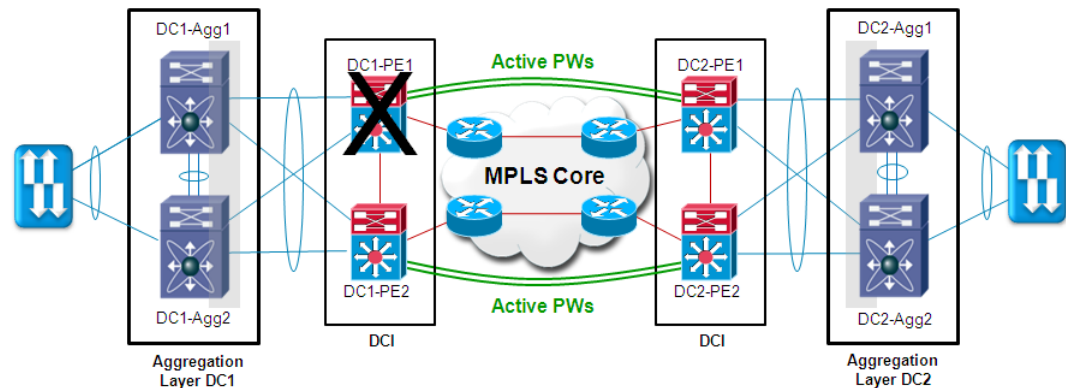 DC1-Agg1
DC1-PE1
Active PWs
DC2-PE1
DC2-Agg1
X
MPLS Core
DC1-Agg2
DC1-PE2
Active PWs
DC2-PE2
DC2-Agg2
DCI
DCI
Aggregation
Layer DC1
Aggregation
Layer DC2